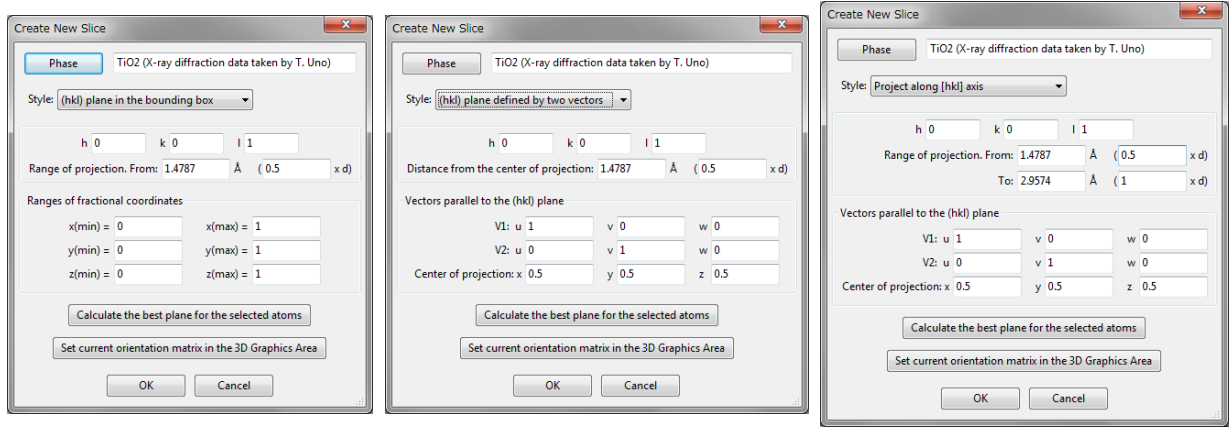 Create New Slice
Phase TiO2 (X-ray diffraction data taken by T. Uno)
Style: (hkl) plane in the bounding box
h 0 k 0 l 1
Range of projection. From: 1.4787 Å ( 0.5 x d)
Ranges of fractional coordinates
x(min) = 0 x(max) = 1
y(min) = 0 y(max) = 1
z(min) = 0 z(max) = 1
Calculate the best plane for the selected atoms
Set current orientation matrix in the 3D Graphics Area
OK Cancel
Create New Slice
Phase TiO2 (X-ray diffraction data taken by T. Uno)
Style: (hkl) plane defined by two vectors
h 0 k 0 l 1
Distance from the center of projection: 1.4787 Å ( 0.5 x d)
Vectors parallel to the (hkl) plane
V1: u 1 v 0 w 0
V2: u 0 v 1 w 0
Center of projection: x 0.5 y 0.5 z 0.5
Calculate the best plane for the selected atoms
Set current orientation matrix in the 3D Graphics Area
OK Cancel
Create New Slice
Phase TiO2 (X-ray diffraction data taken by T. Uno)
Style: Project along [hkl] axis
h 0 k 0 l 1
Range of projection. From: 1.4787 Å ( 0.5 x d)
To: 2.9574 Å ( 1 x d)
Vectors parallel to the (hkl) plane
V1: u 1 v 0 w 0
V2: u 0 v 1 w 0
Center of projection: x 0.5 y 0.5 z 0.5
Calculate the best plane for the selected atoms
Set current orientation matrix in the 3D Graphics Area
OK Cancel